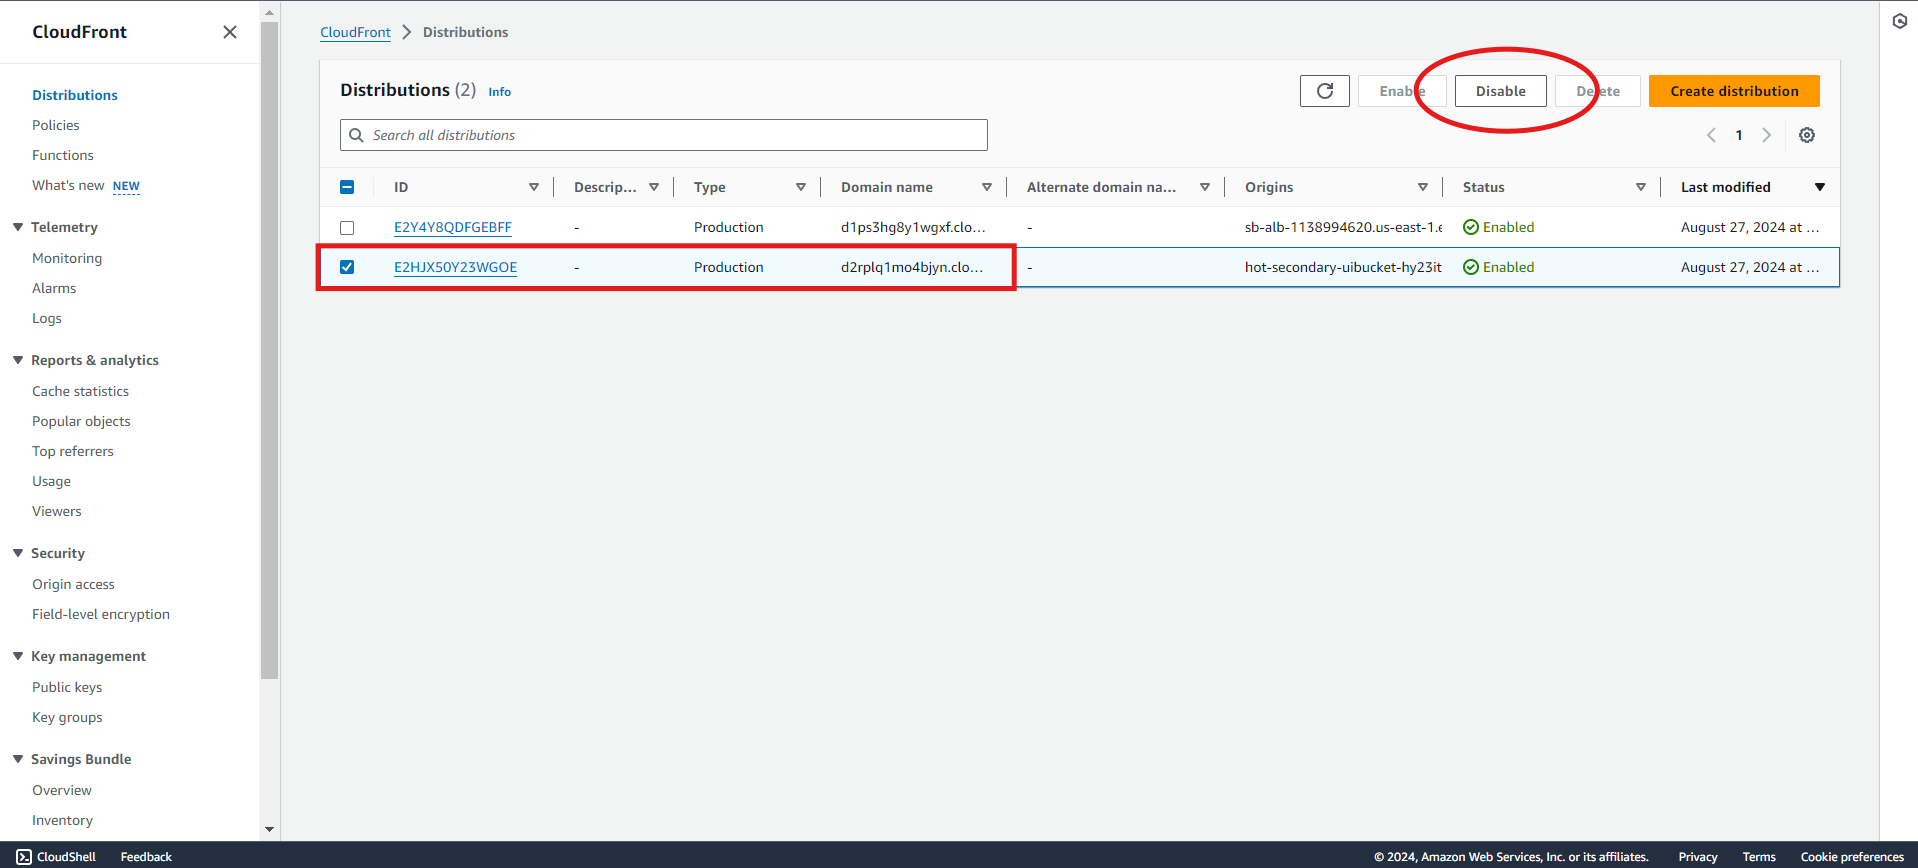 CloudFront
Distributions
Policies
Functions
What's new NEW
Telemetry
Monitoring
Alarms
Logs
Reports & analytics
Cache statistics
Popular objects
Top referrers
Usage
Viewers
Security
Origin access
Field-level encryption
Key management
Public keys
Key groups
Savings Bundle
Overview
Inventory
CloudFront Distributions
Distributions (2) Info
Enable Disable Delete Create distribution
Search all distributions
1
ID Descrip... Type Domain name Alternate domain na... Origins Status Last modified
E2Y4Y8QDFGEBFF - Production d1ps3hg8y1wgxf.clo... - sb-alb-1138994620.us-east-1.e Enabled August 27, 2024 at ...
E2HJX50Y23WGOE - Production d2rplq1mo4bjyn.clo... - hot-secondary-uibucket-hy23it Enabled August 27, 2024 at ...
CloudShell Feedback © 2024, Amazon Web Services, Inc. or its affiliates. Privacy Terms Cookie preferences